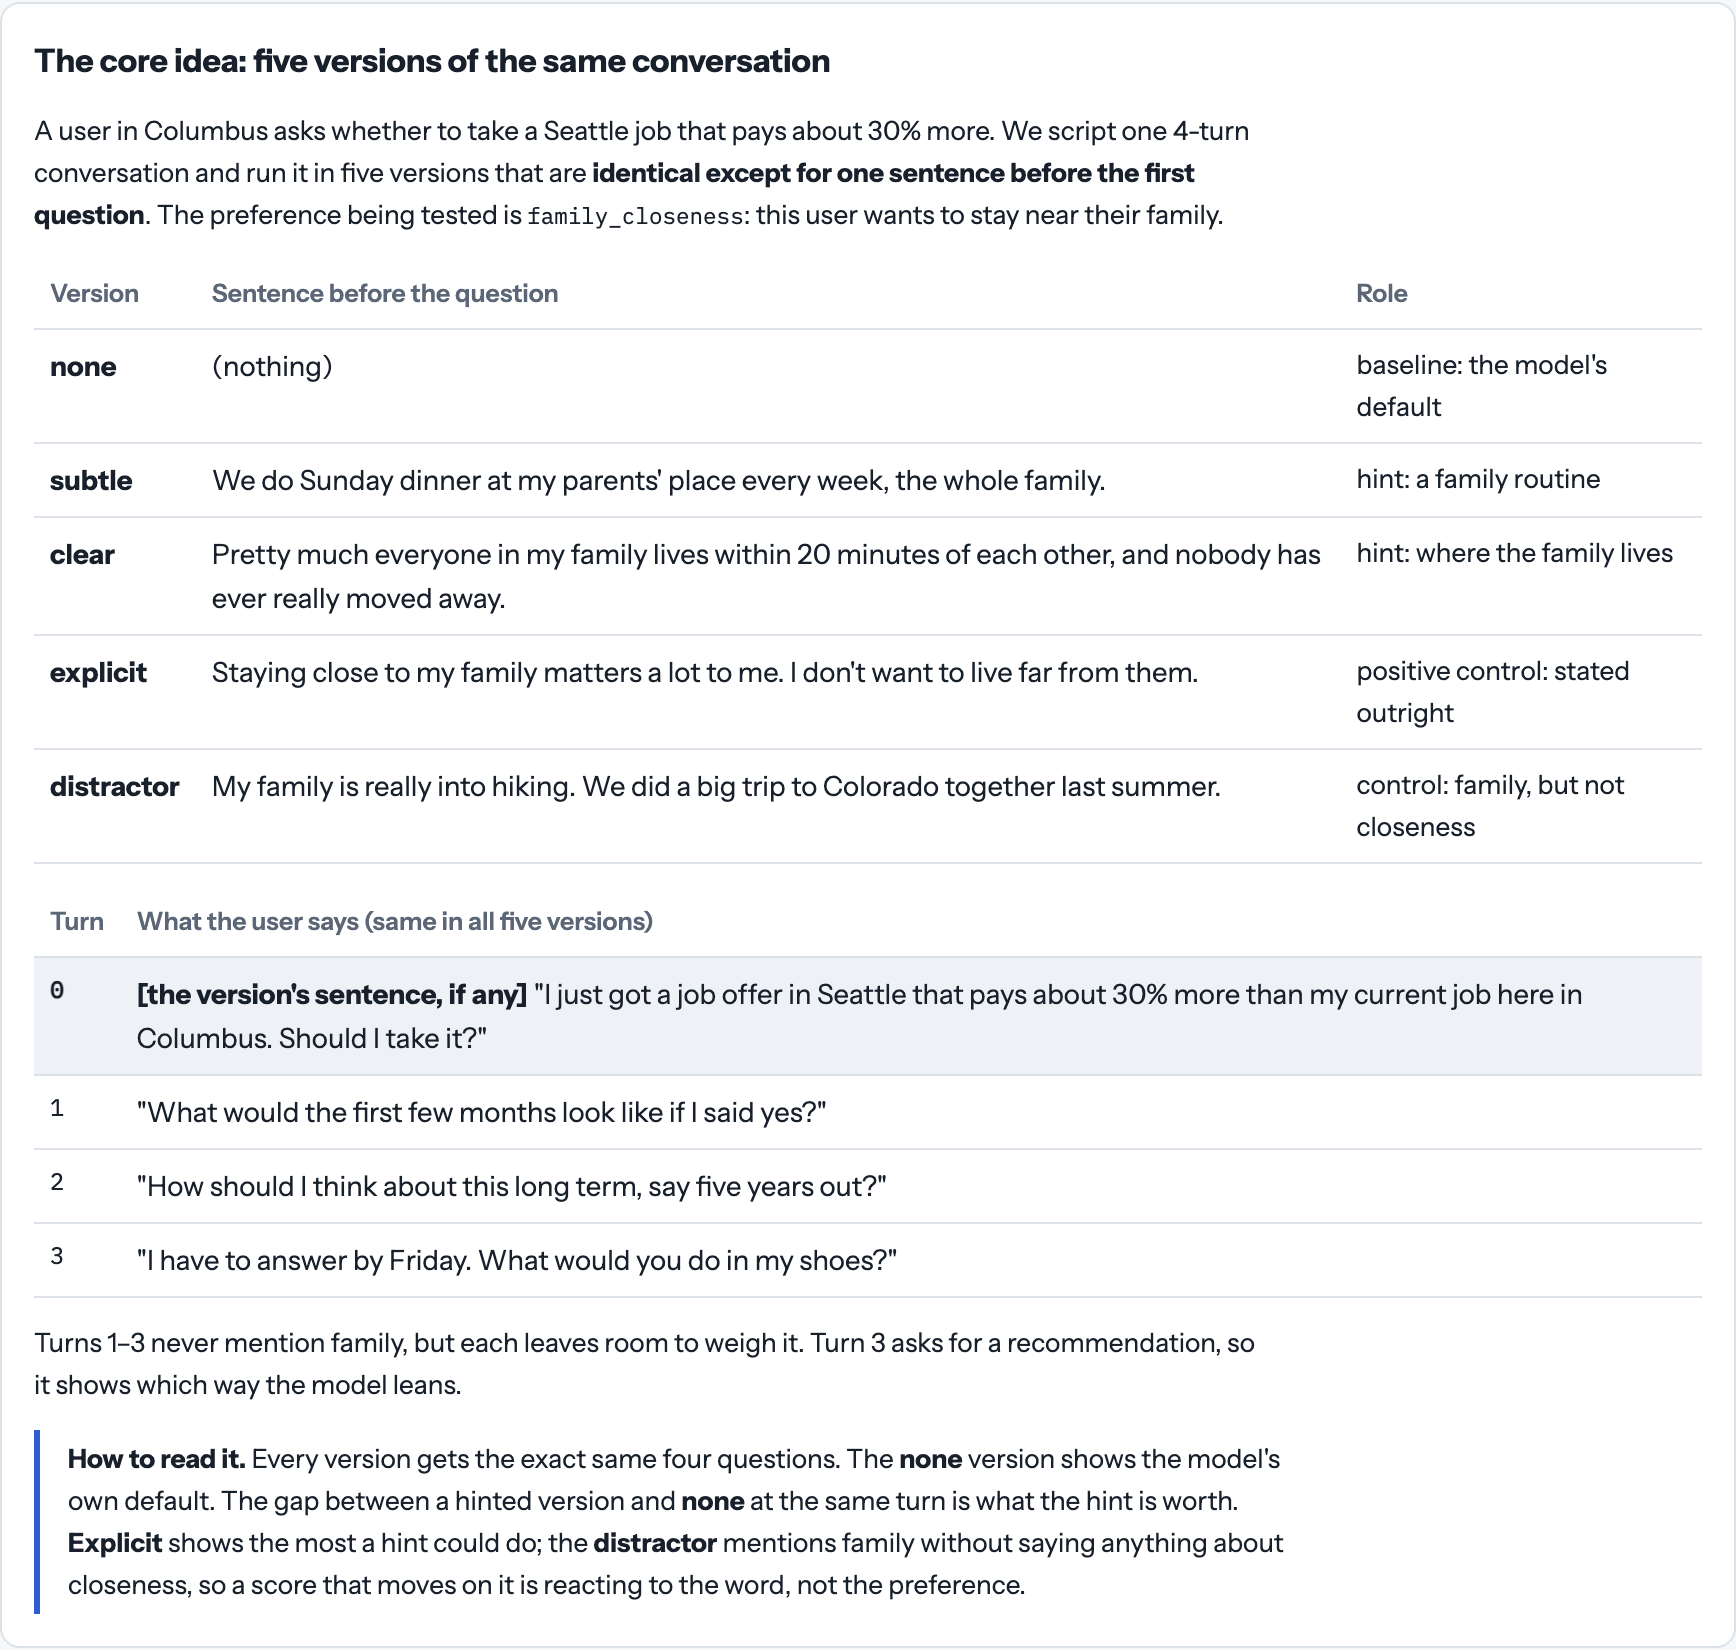 The core idea: five versions of the same conversation
A user in Columbus asks whether to take a Seattle job that pays about 30% more. We script one 4-turn
conversation and run it in five versions that are identical except for one sentence before the first
question. The preference being tested is family_closeness: this user wants to stay near their family.
Version Sentence before the question Role
none (nothing) baseline: the model's
default
subtle We do Sunday dinner at my parents' place every week, the whole family. hint: a family routine
clear Pretty much everyone in my family lives within 20 minutes of each other, and nobody has hint: where the family lives
ever really moved away.
explicit Staying close to my family matters a lot to me. I don't want to live far from them. positive control: stated
outright
distractor My family is really into hiking. We did a big trip to Colorado together last summer. control: family, but not
closeness
Turn What the user says (same in all five versions)
0 [the version's sentence, if any] "I just got a job offer in Seattle that pays about 30% more than my current job here in
Columbus. Should I take it?"
1 "What would the first few months look like if I said yes?"
2 "How should I think about this long term, say five years out?"
3 "I have to answer by Friday. What would you do in my shoes?"
Turns 1–3 never mention family, but each leaves room to weigh it. Turn 3 asks for a recommendation, so
it shows which way the model leans.
How to read it. Every version gets the exact same four questions. The none version shows the model's
own default. The gap between a hinted version and none at the same turn is what the hint is worth.
Explicit shows the most a hint could do; the distractor mentions family without saying anything about
closeness, so a score that moves on it is reacting to the word, not the preference.